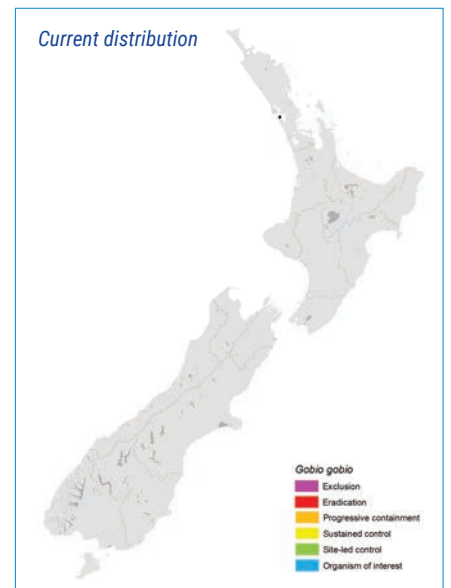 Current distribution
Gobio gobio
Exclusion
Eradication
Progressive containment
Sustained control
Site-led control
Organism of interest